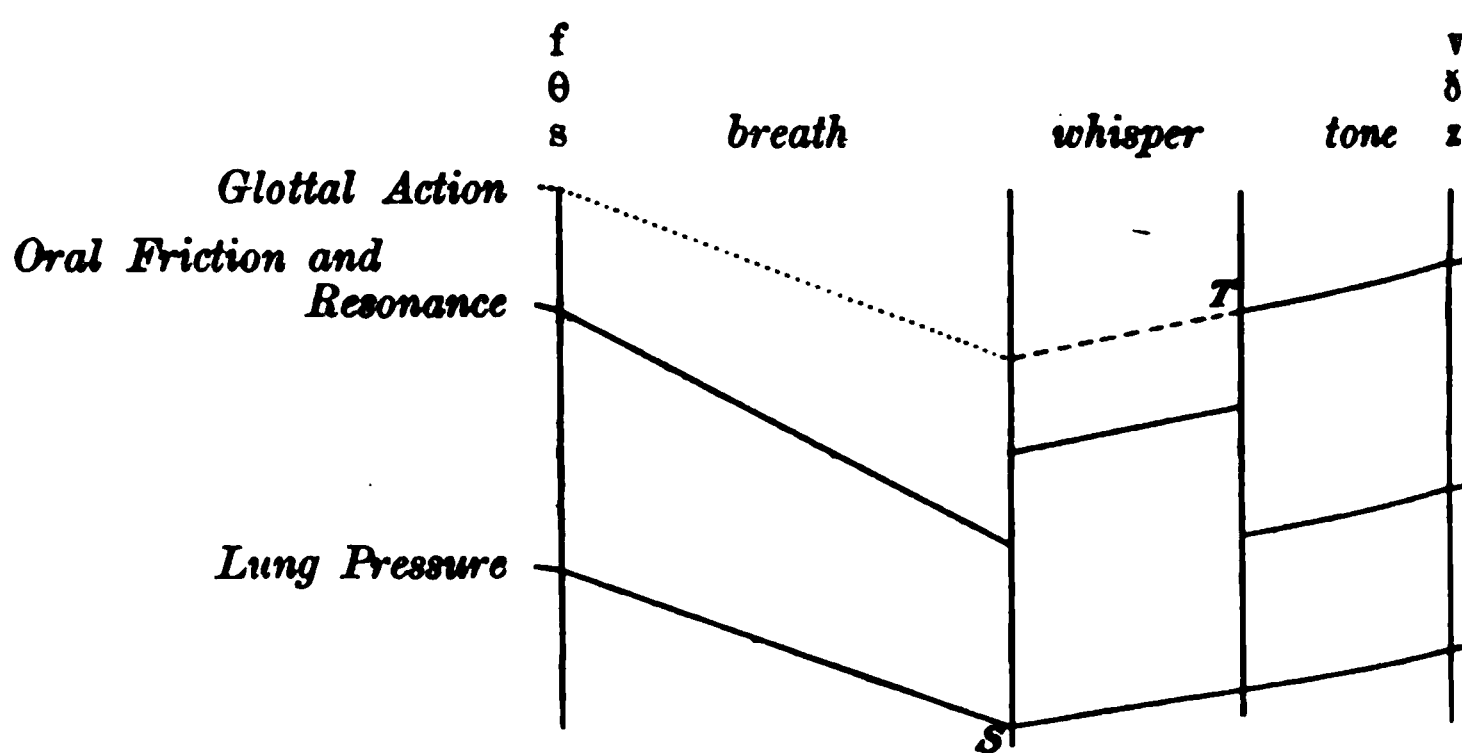 f v
θ ð
s breath whisper tone z
Glottal Action
Oral Friction and
T
Resonance
Lung Pressure
S